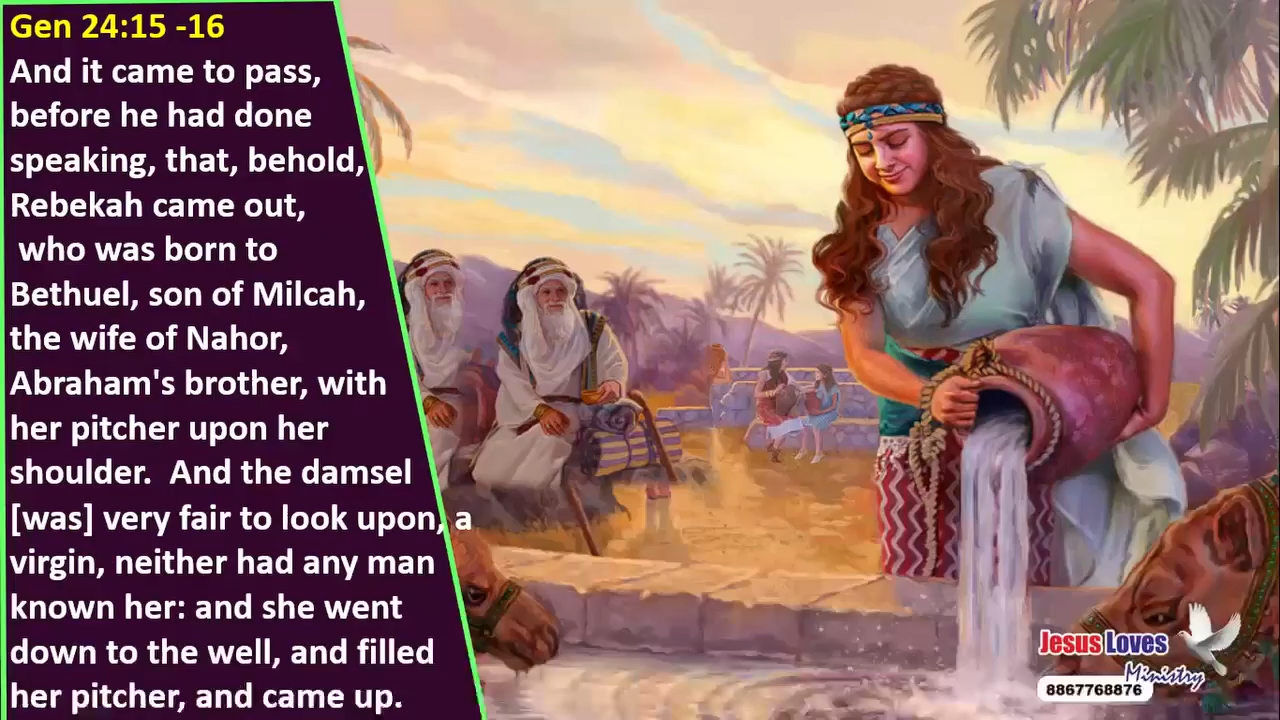 Gen 24:15 -16
And it came to pass,
before he had done
speaking, that, behold,
Rebekah came out,
who was born to
Bethuel, son of Milcah,
the wife of Nahor,
Abraham's brother, with
her pitcher upon her
shoulder.  And the damsel
[was] very fair to look upon, a
virgin, neither had any man
known her: and she went
down to the well, and filled
her pitcher, and came up.
Jesus Loves
Ministry
8867768876